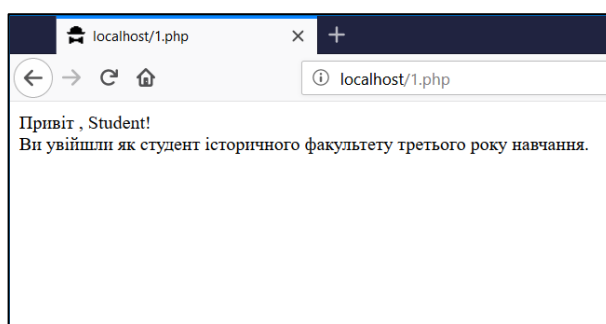 localhost/1.php
localhost/1.php
Привіт , Student!
Ви увійшли як студент історичного факультету третього року навчання.